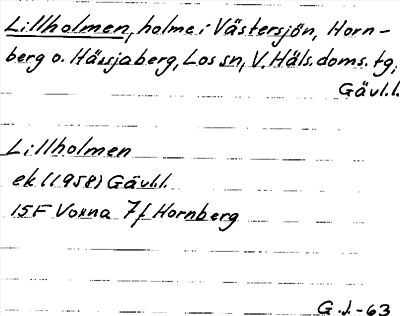 Lillholmen, holme i Västersjön, Horn-
berg o. Hässjaberg, Los sn, V. Häls. doms. tg,
Gävl.l.
Lillholmen
ek (1958) Gävl.l.
15F Voxna 7f Hornberg
G.J.-63